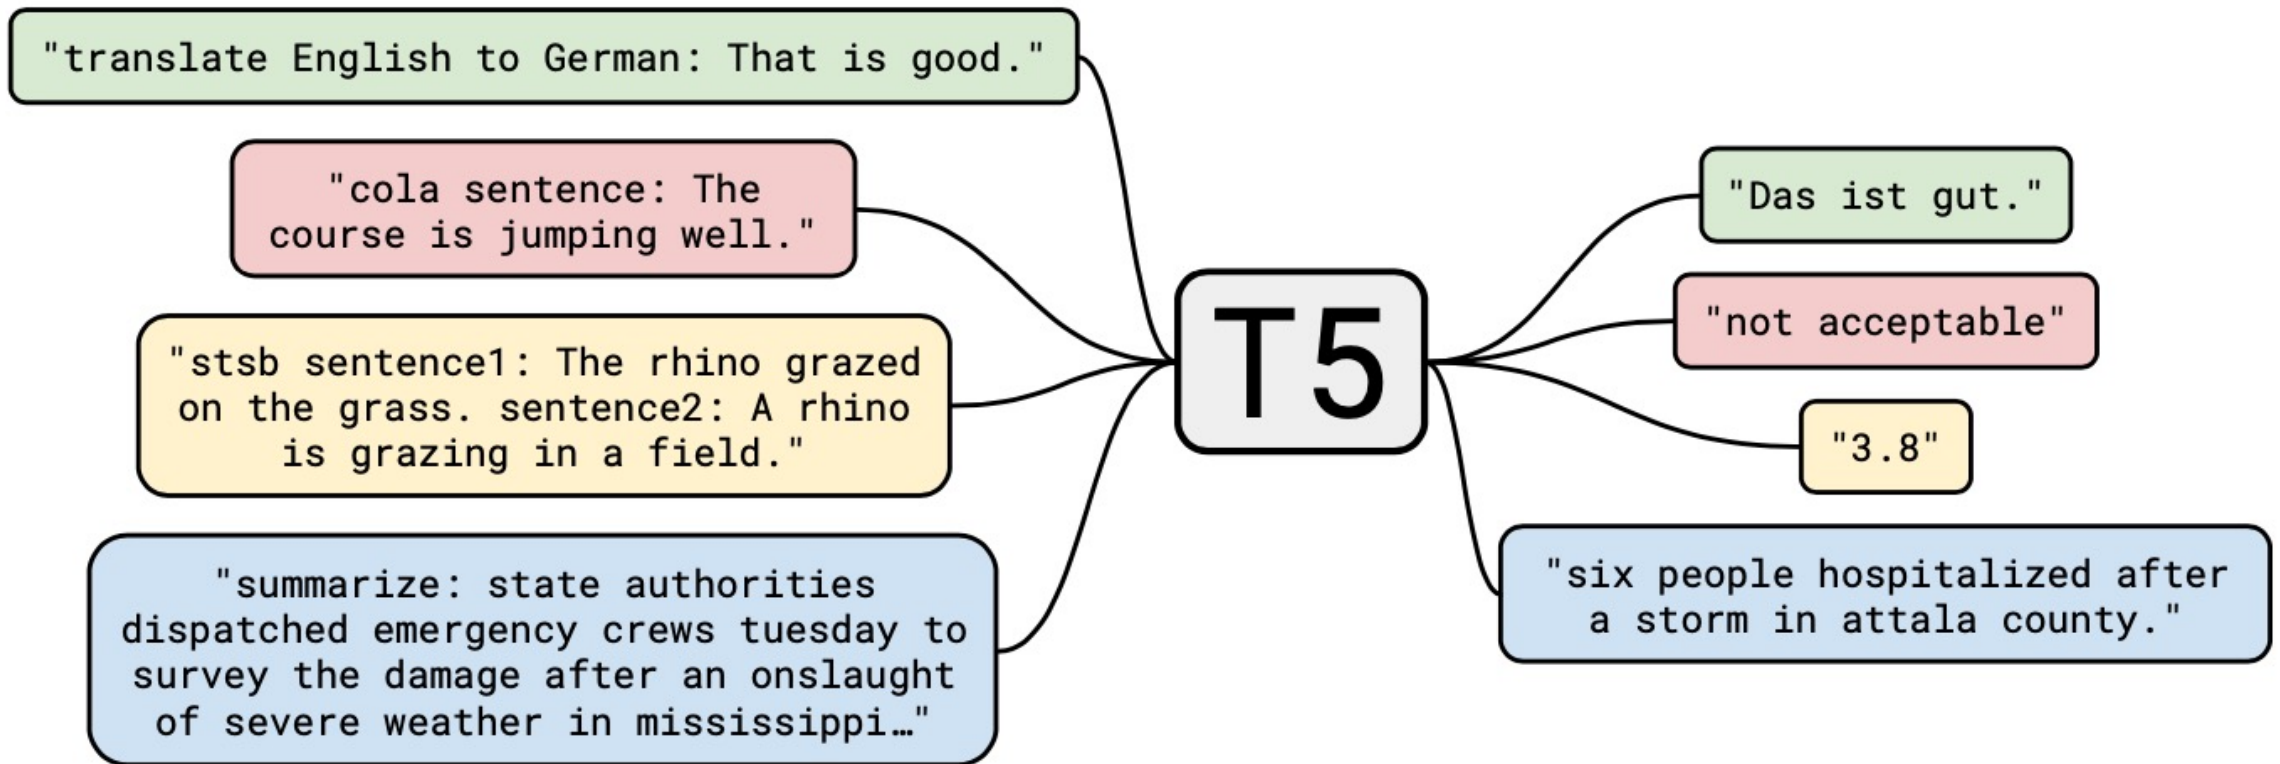 "translate English to German: That is good."
"cola sentence: The
course is jumping well."
"stsb sentence1: The rhino grazed
on the grass. sentence2: A rhino
is grazing in a field."
"summarize: state authorities
dispatched emergency crews tuesday to
survey the damage after an onslaught
of severe weather in mississippi…"
T5
"Das ist gut."
"not acceptable"
"3.8"
"six people hospitalized after
a storm in attala county."